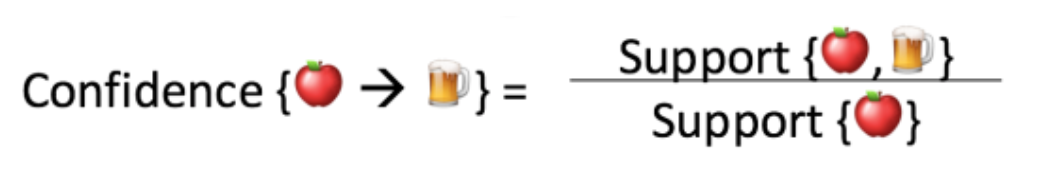 Confidence {🍎 → 🍺} = 
Support {🍎,🍺}
Support {🍎}